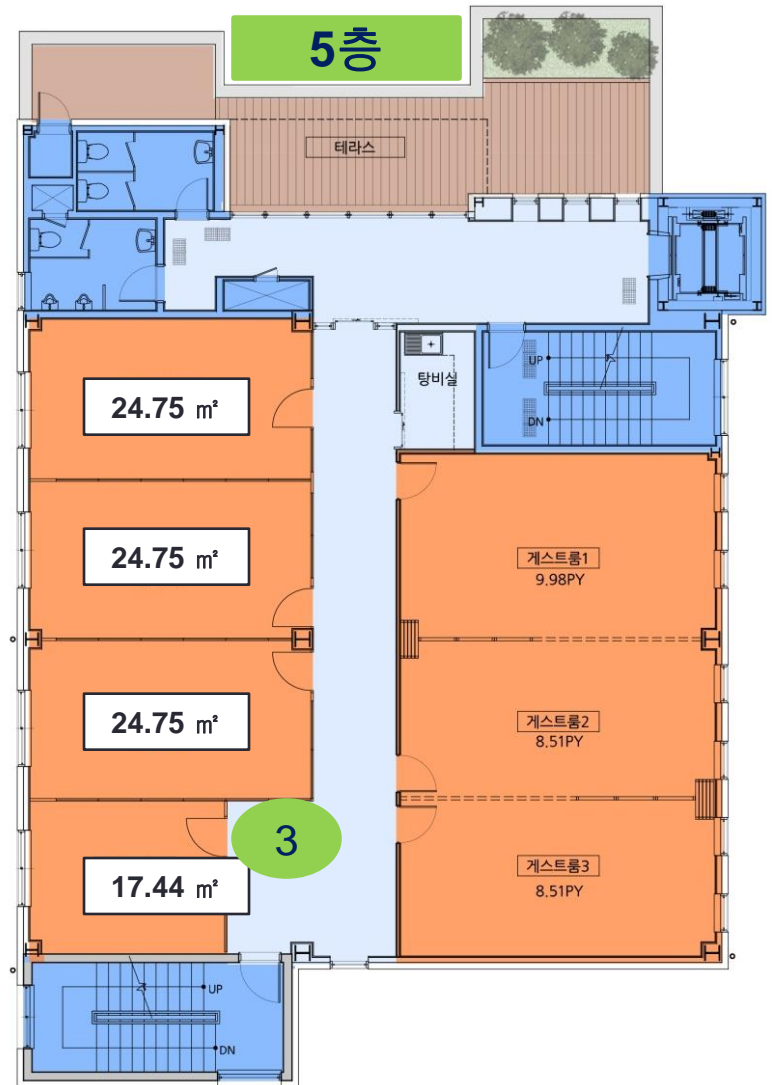 5층
테라스
24.75 ㎡
UP
탕비실
DN
24.75 ㎡
게스트룸1
9.98PY
24.75 ㎡
게스트룸2
8.51PY
3
17.44 ㎡
게스트룸3
8.51PY
UP
DN